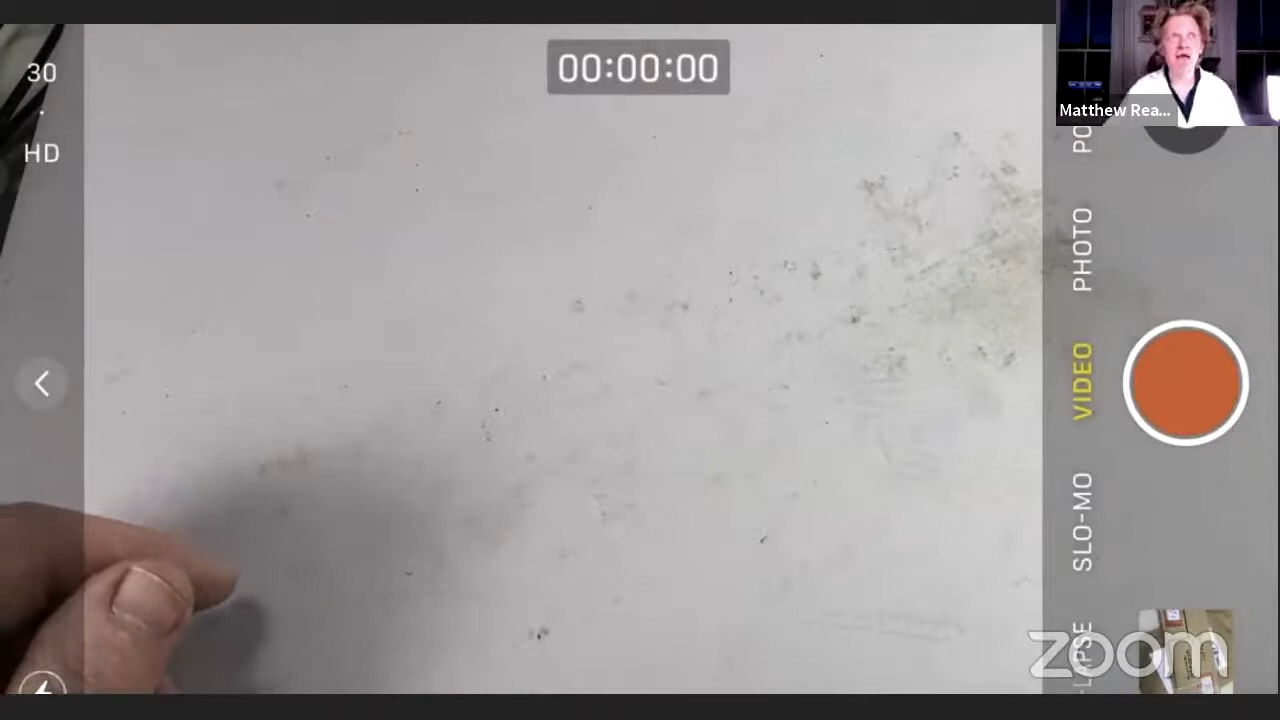 30
HD
00:00:00
Matthew Rea...
PO
PHOTO
VIDEO
SLO-MO
-LAPSE
zoom